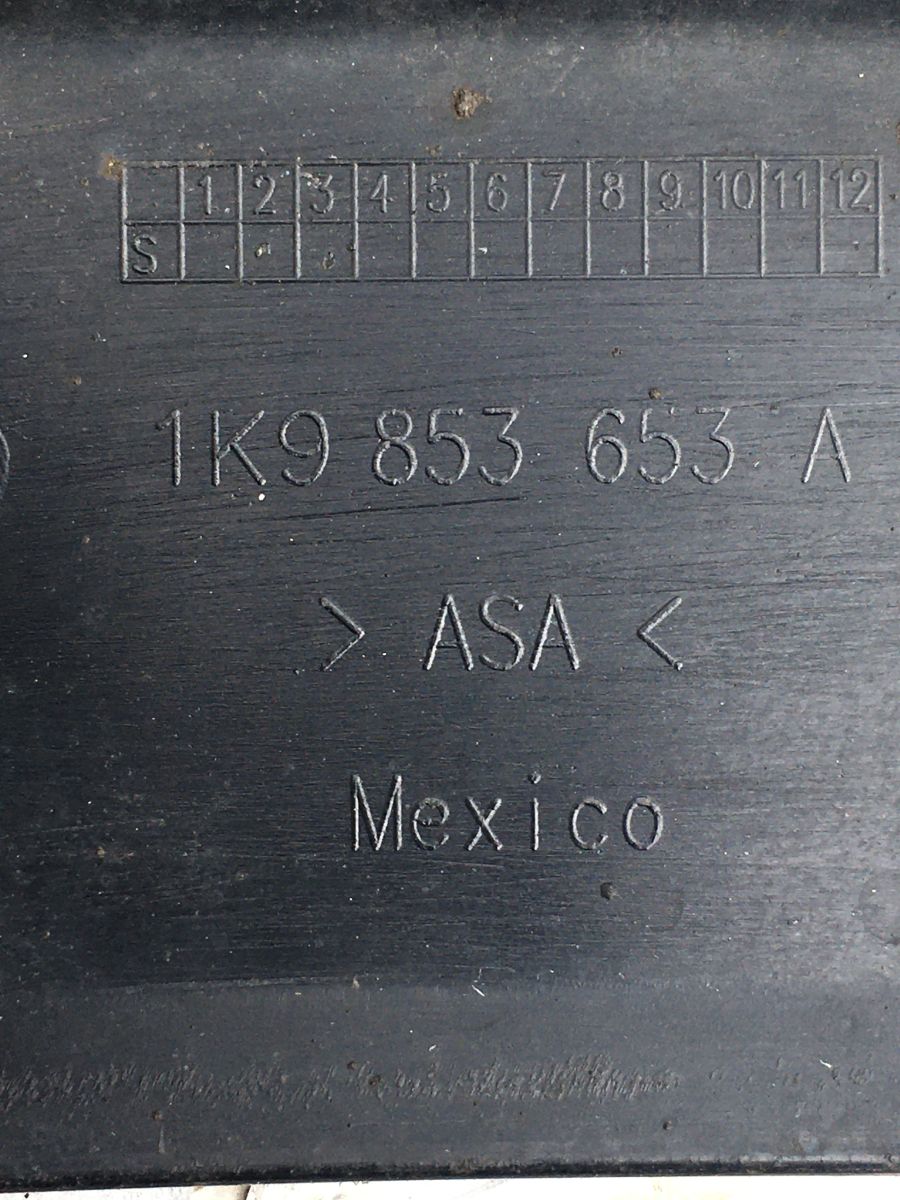 1 2 3 4 5 6 7 8 9 10 11 12
S
1K9 853 653 A
> ASA <
Mexico